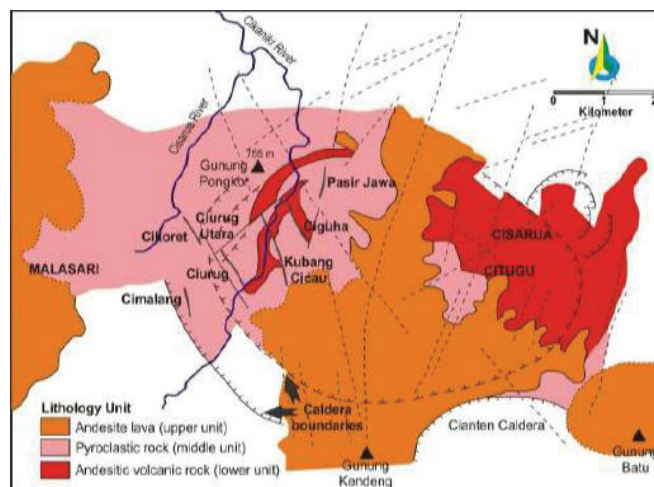 Cikaniki River
N
0 1 2
Kilometer
Cisarua River
755 m
Gunung
Pongkor
Pasir Jawa
Ciurug
Utara
Cikoret
Ciguha
CISARUA
MALASARI
Ciurug
Kubang
Cicau
CITUGU
Cimalang
Caldera
boundaries
Lithology Unit
Andesite lava (upper unit)
Pyroclastic rock (middle unit)
Andesitic volcanic rock (lower unit)
Cianten Caldera
Gunung
Kendeng
Gunung
Batu